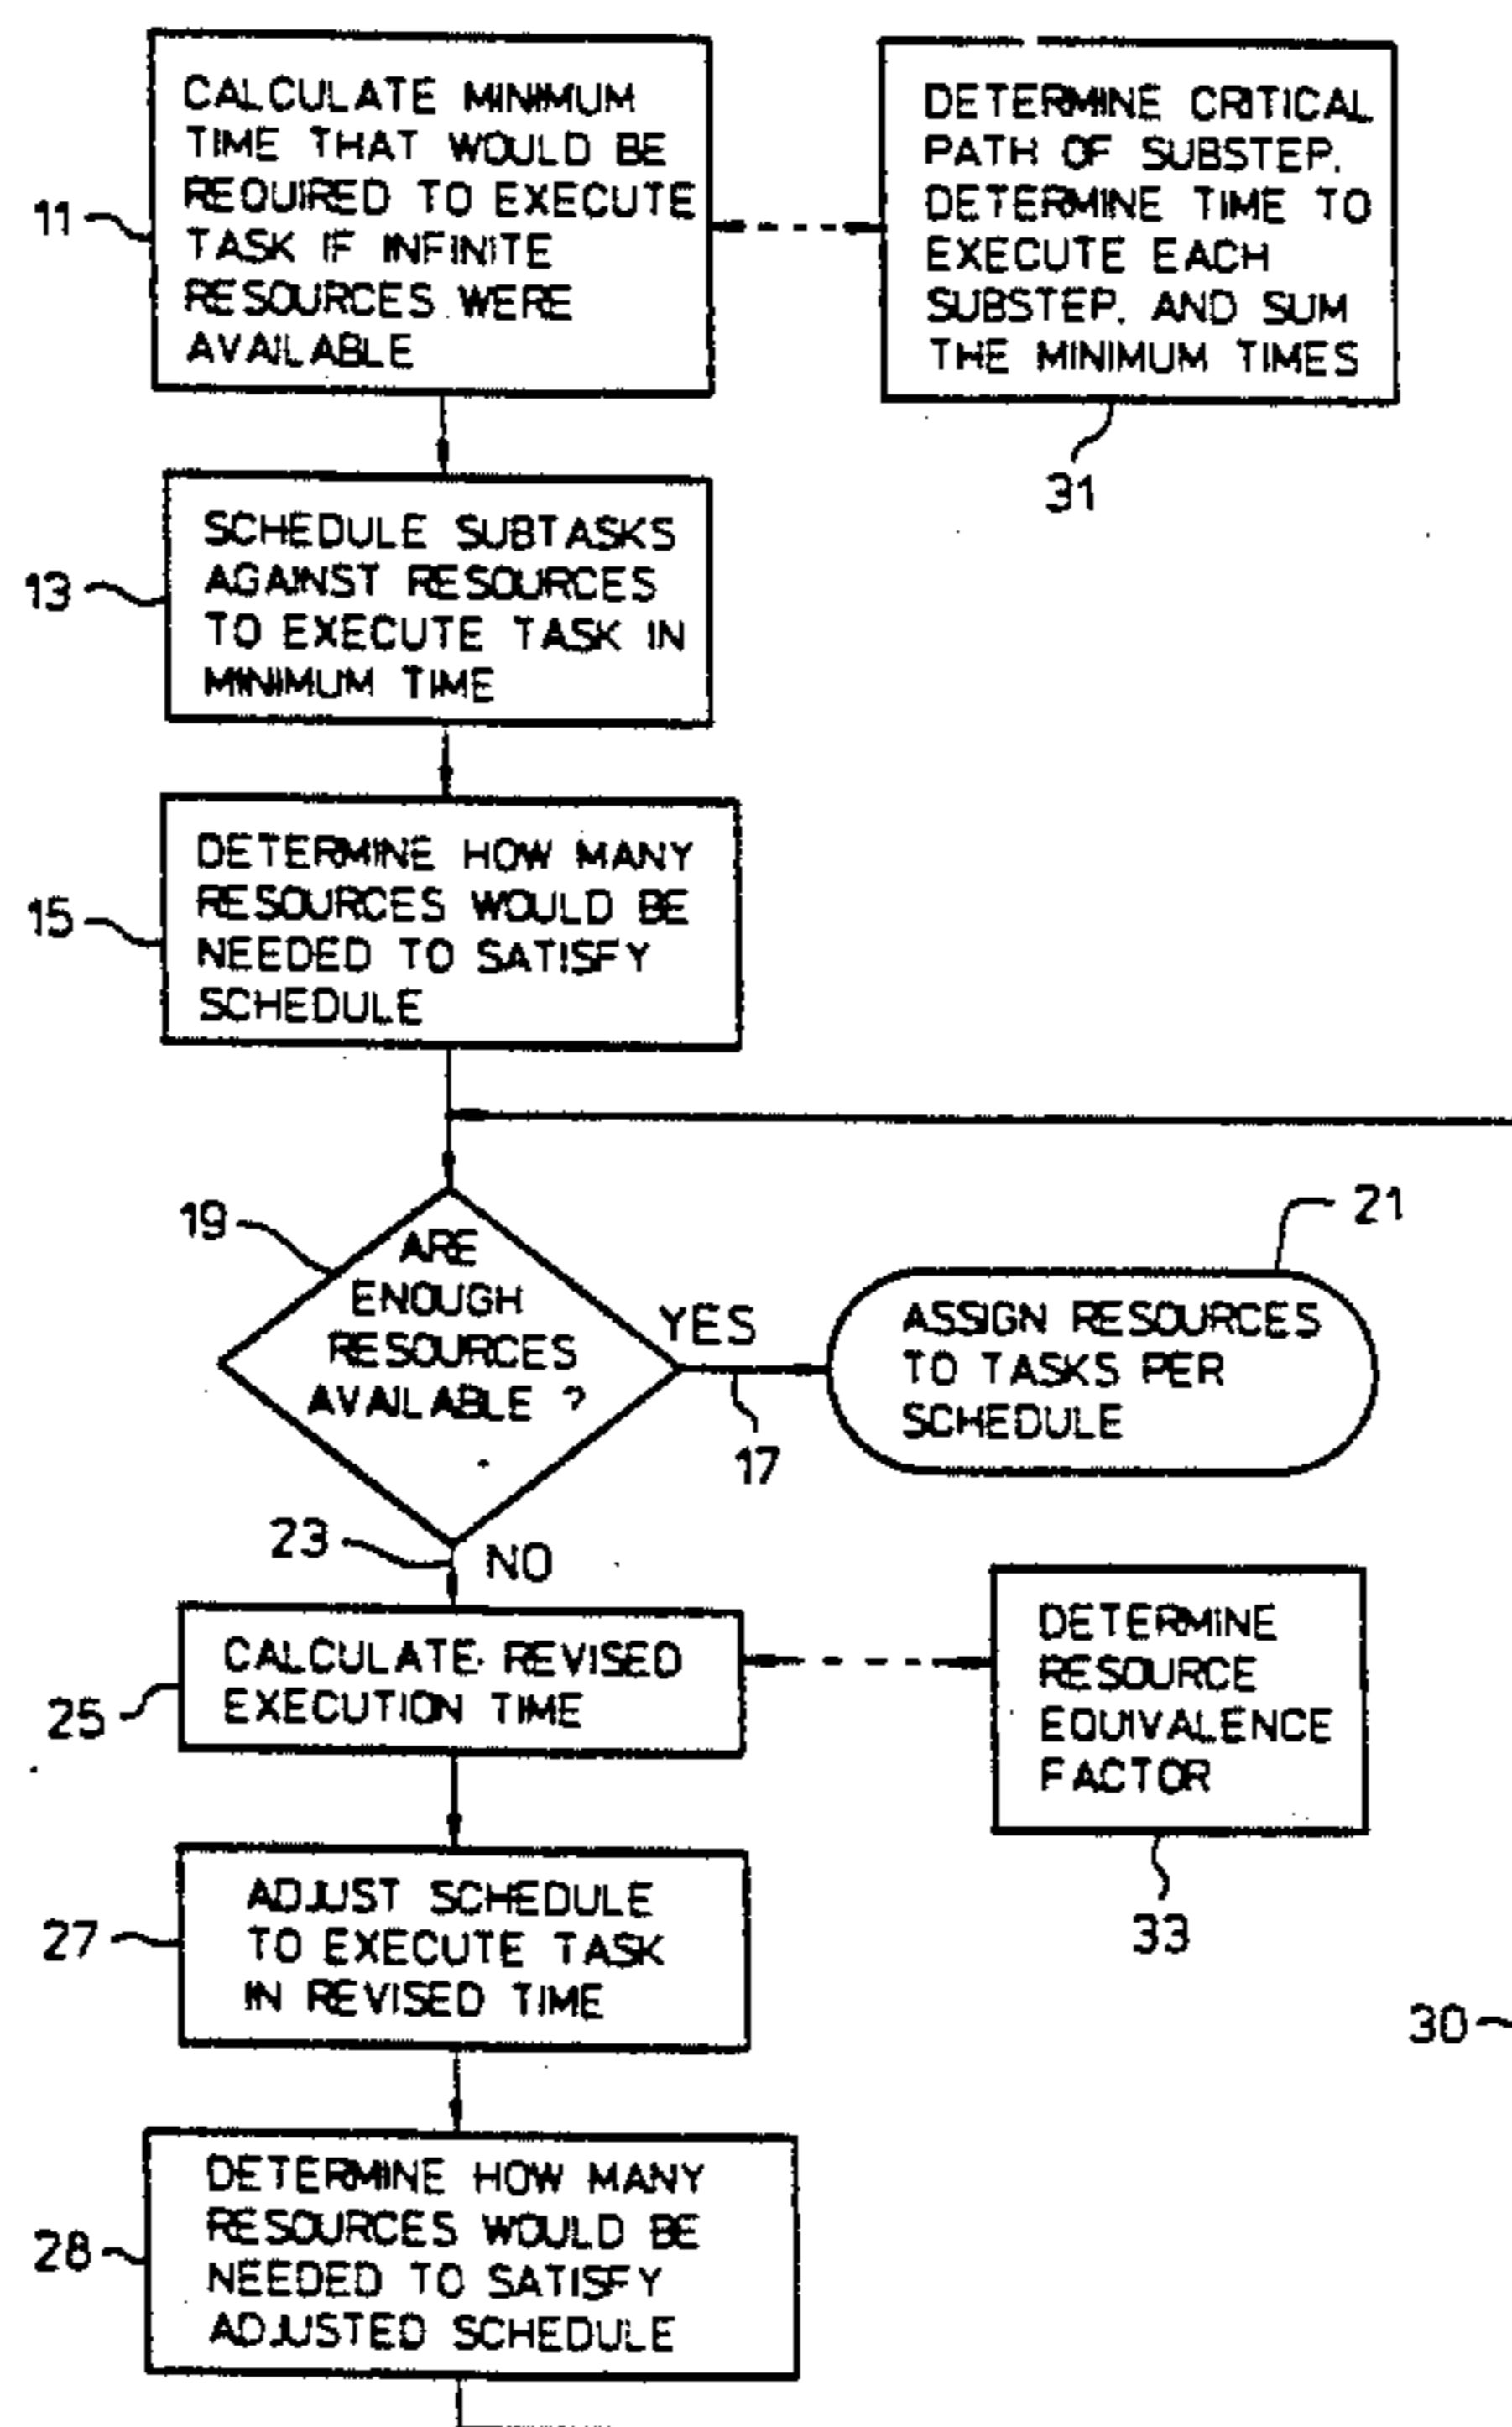 CALCULATE MINIMUM
TIME THAT WOULD BE
REQUIRED TO EXECUTE
TASK IF INFINITE
RESOURCES WERE
AVAILABLE
11
DETERMINE CRITICAL
PATH OF SUBSTEP.
DETERMINE TIME TO
EXECUTE EACH
SUBSTEP. AND SUM
THE MINIMUM TIMES
31
SCHEDULE SUBTASKS
AGAINST RESOURCES
TO EXECUTE TASK IN
MINIMUM TIME
13
DETERMINE HOW MANY
RESOURCES WOULD BE
NEEDED TO SATISFY
SCHEDULE
15
19
ARE
ENOUGH
RESOURCES
AVAILABLE ?
YES
17
21
ASSIGN RESOURCES
TO TASKS PER
SCHEDULE
23
NO
CALCULATE REVISED
EXECUTION TIME
25
DETERMINE
RESOURCE
EQUIVALENCE
FACTOR
33
ADJUST SCHEDULE
TO EXECUTE TASK
IN REVISED TIME
27
30
DETERMINE HOW MANY
RESOURCES WOULD BE
NEEDED TO SATISFY
ADJUSTED SCHEDULE
28